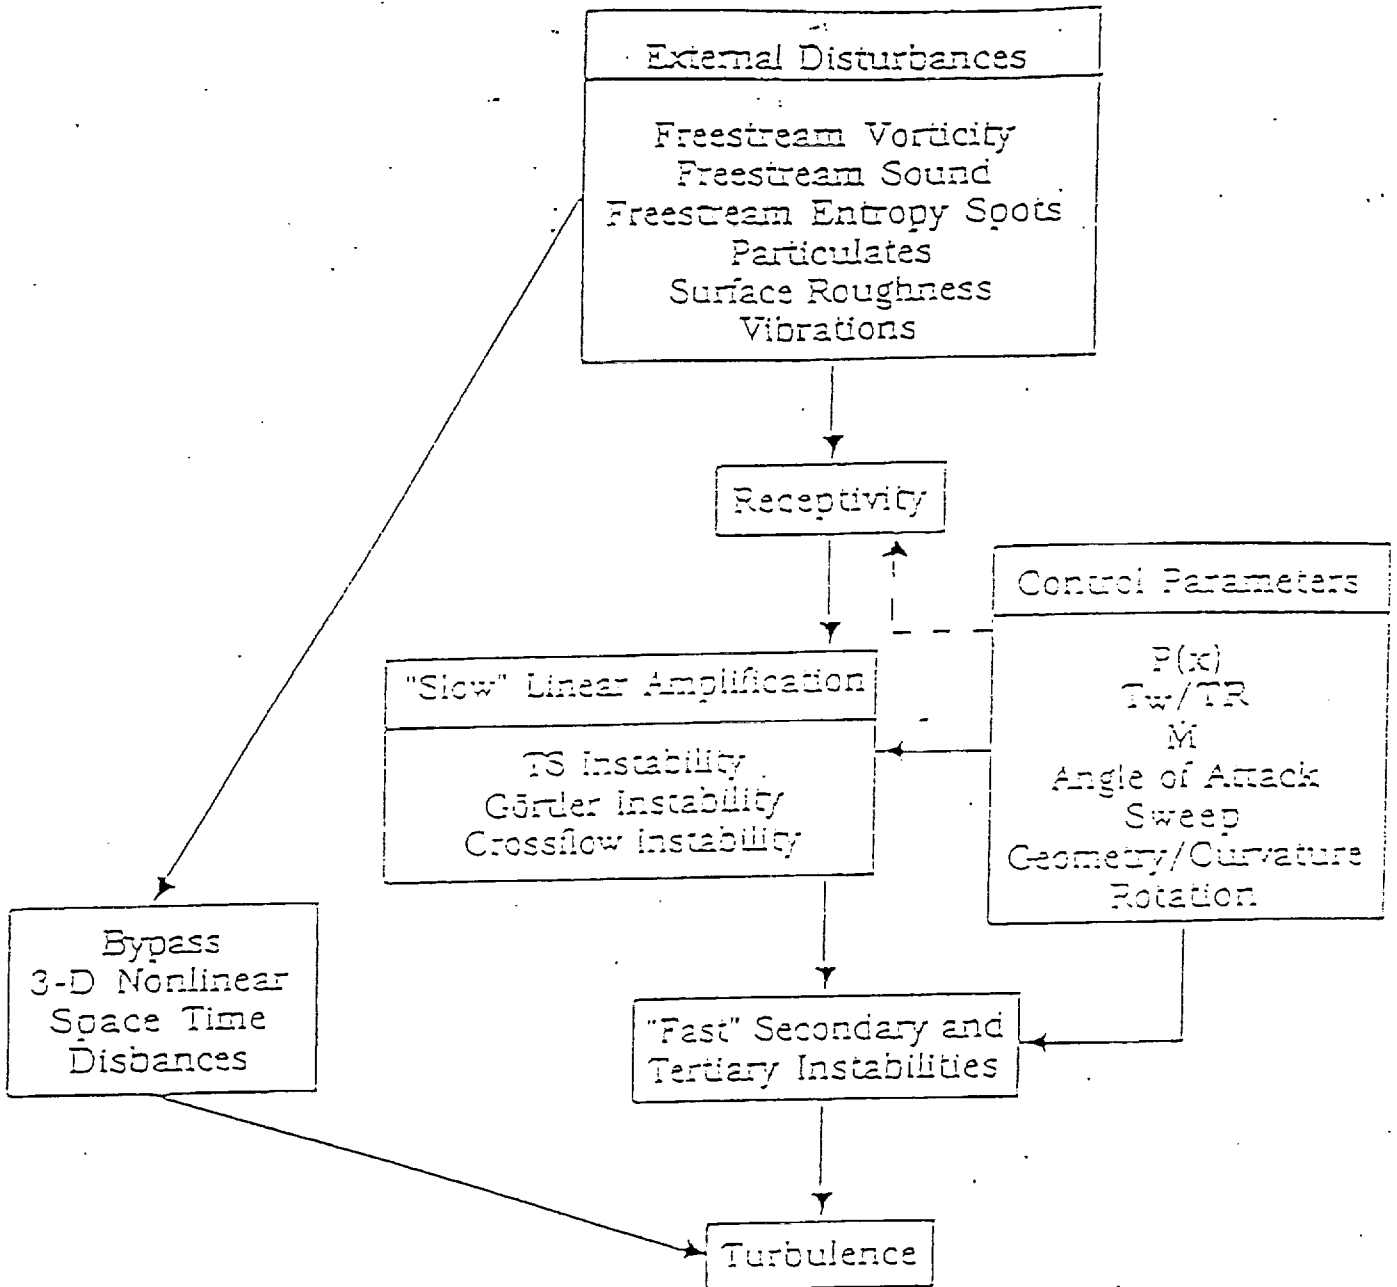 External Disturbances
Freestream Vorticity
Freestream Sound
Freestream Entropy Spots
Particulates
Surface Roughness
Vibrations
Receptivity
Control Parameters
P(x)
Tw/TR
M
Angle of Attack
Sweep
Geometry/Curvature
Rotation
"Slow" Linear Amplification
TS Instability
Görder Instability
Crossflow Instability
Bypass
3-D Nonlinear
Space Time
Disbances
"Fast" Secondary and
Tertiary Instabilities
Turbulence